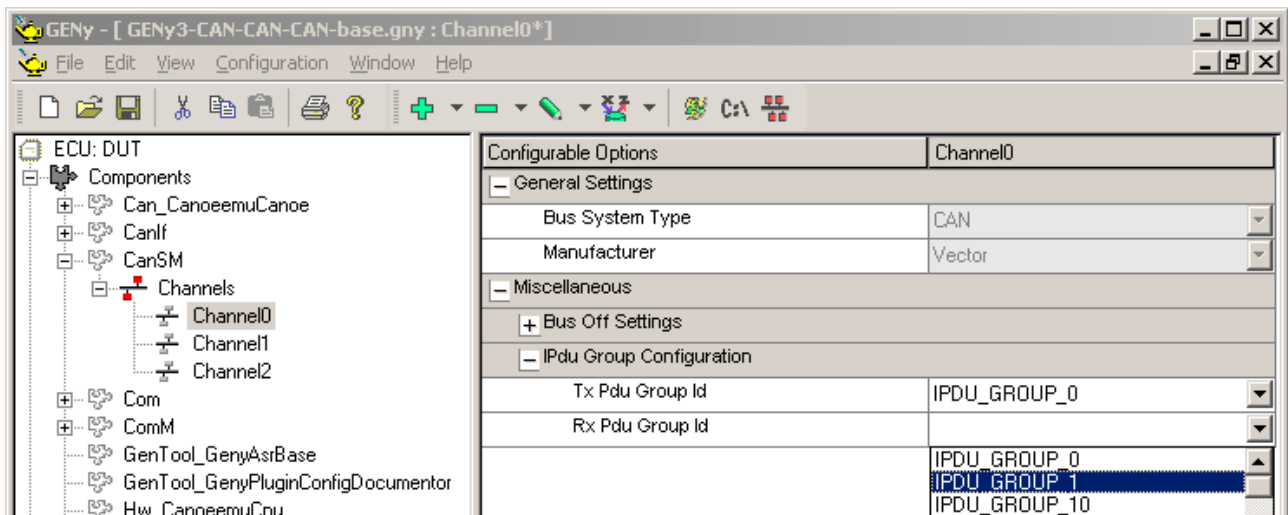 GENy - [ GENy3-CAN-CAN-CAN-base.gny : Channel0*]
File Edit View Configuration Window Help
C:\
ECU: DUT
Components
Can_CanoeemuCanoe
CanIf
CanSM
Channels
Channel0
Channel1
Channel2
Com
ComM
GenTool_GenyAsrBase
GenTool_GenyPluginConfigDocumentor
Hw_CanoeemuCpu
Configurable Options Channel0
General Settings
Bus System Type CAN
Manufacturer Vector
Miscellaneous
Bus Off Settings
IPdu Group Configuration
Tx Pdu Group Id IPDU_GROUP_0
Rx Pdu Group Id
IPDU_GROUP_0
IPDU_GROUP_1
IPDU_GROUP_10